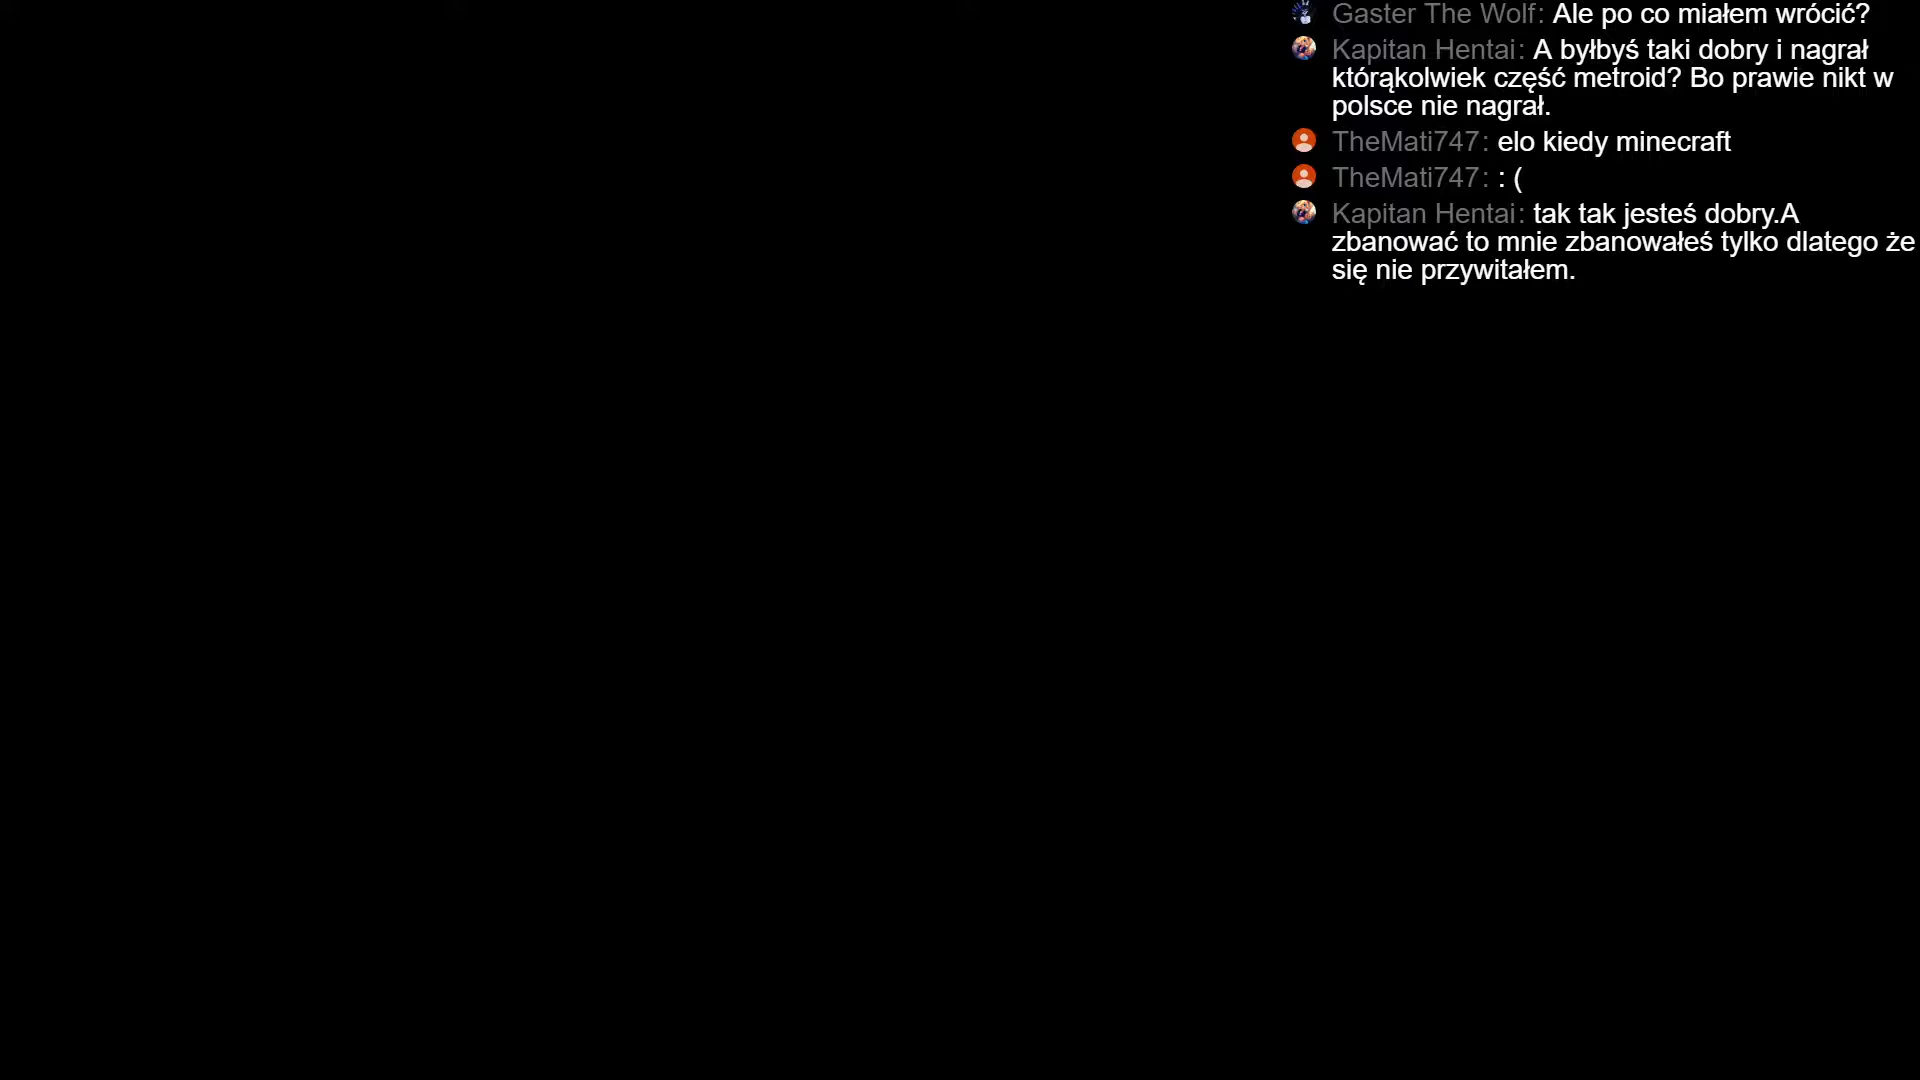 Gaster The Wolf: Ale po co miałem wrócić?
Kapitan Hentai: A byłbyś taki dobry i nagrał
którąkolwiek część metroid? Bo prawie nikt w
polsce nie nagrał.
TheMati747: elo kiedy minecraft
TheMati747: : (
Kapitan Hentai: tak tak jesteś dobry.A
zbanować to mnie zbanowałeś tylko dlatego że
się nie przywitałem.